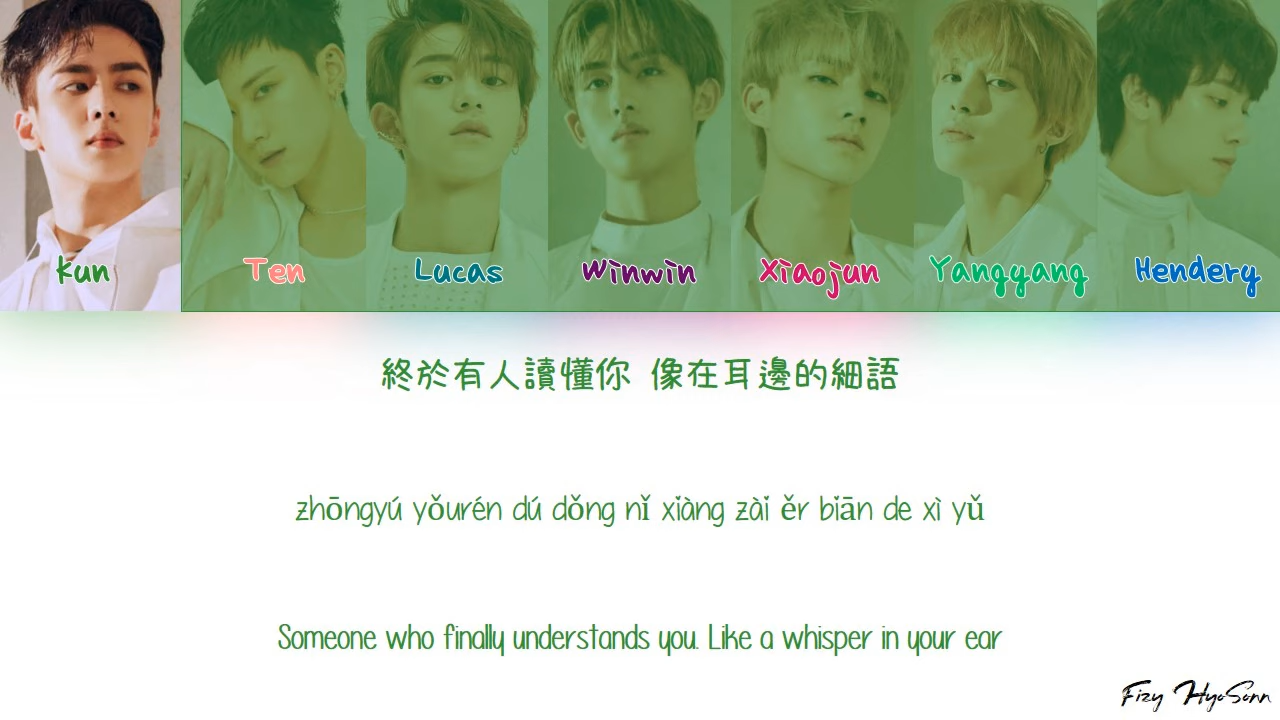 Kun Ten Lucas Winwin Xiaojun Yangyang Hendery
終於有人讀懂你 像在耳邊的細語
zhōngyú yǒurén dú dǒng nǐ xiàng zài ěr biān de xì yǔ
Someone who finally understands you. Like a whisper in your ear
Fizy HyoSonn